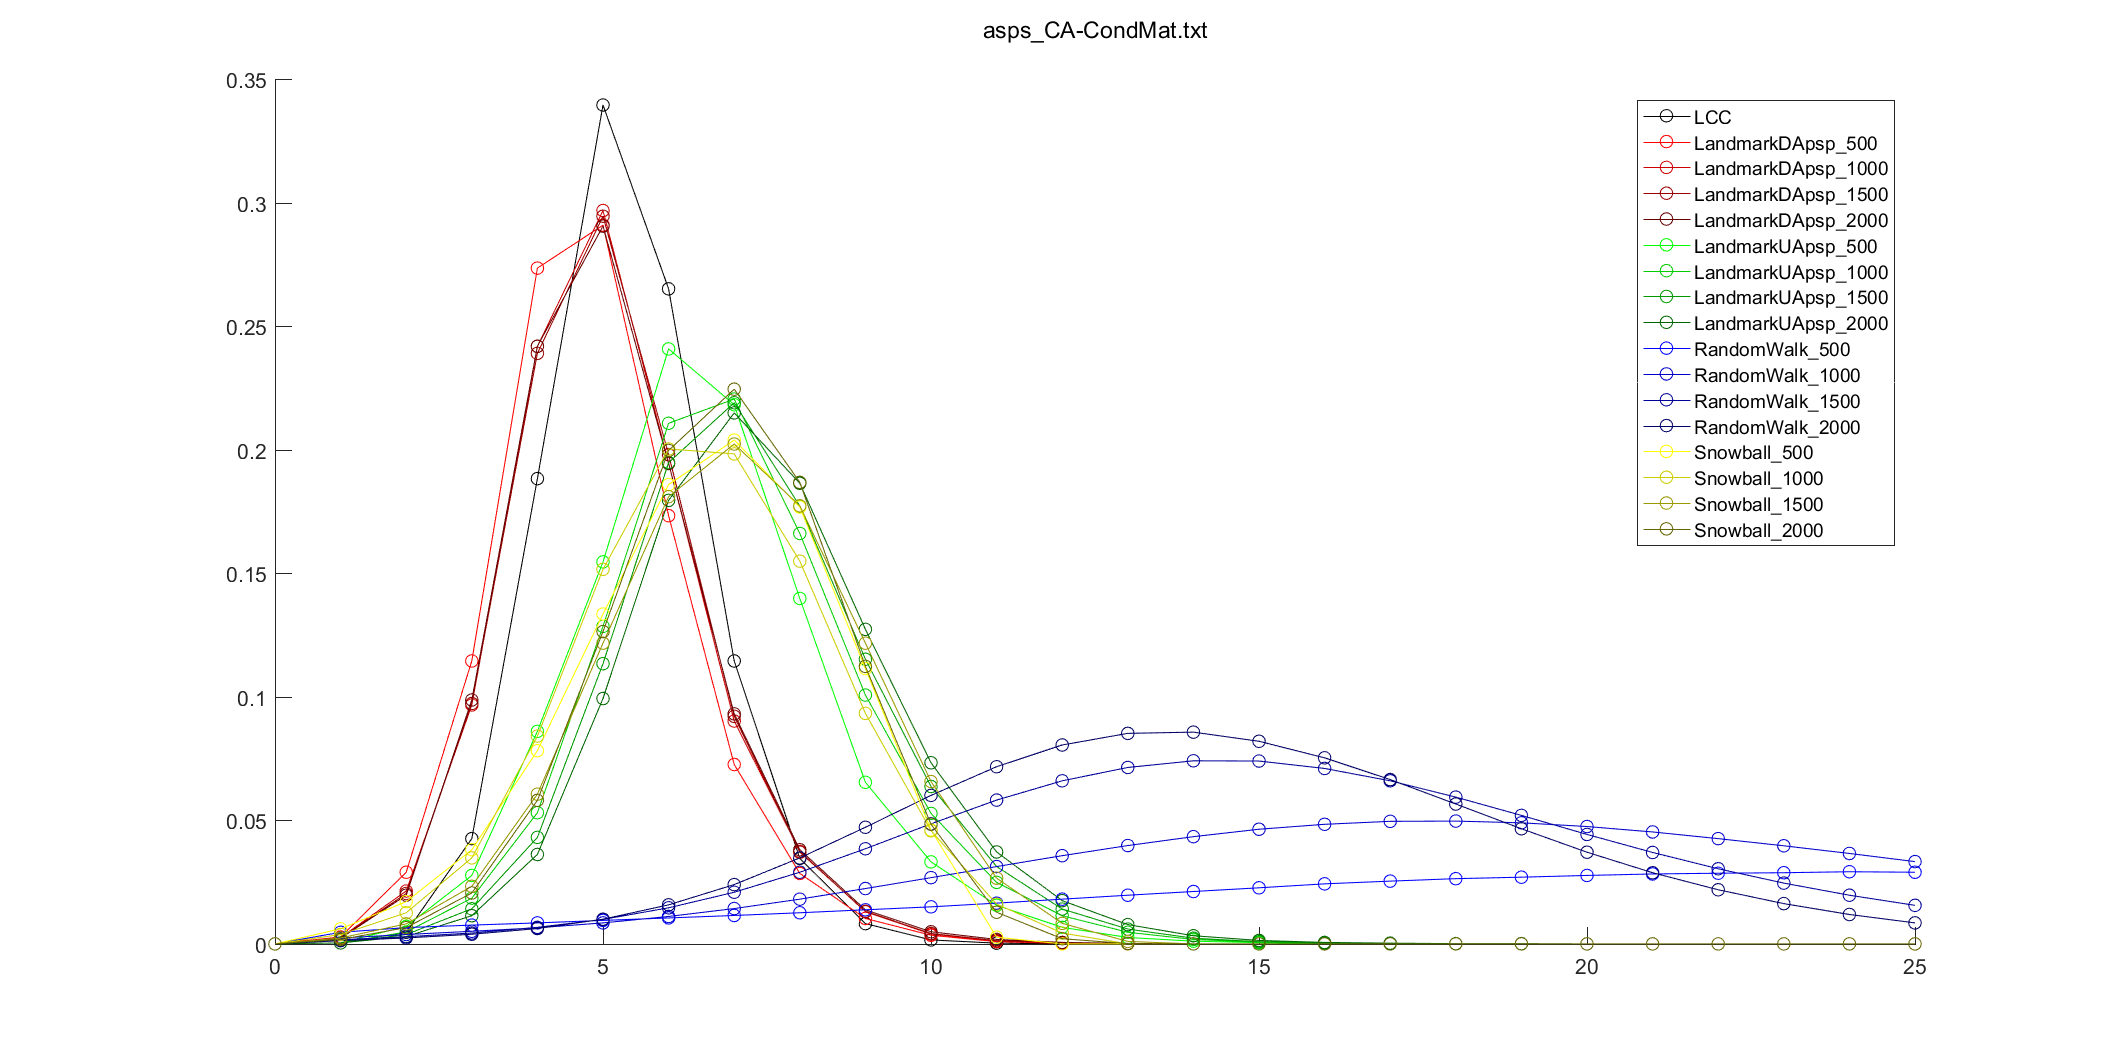 asps_CA-CondMat.txt
0.35
0.3
0.25
0.2
0.15
0.1
0.05
0
0 5 10 15 20 25
LCC
LandmarkDApsp_500
LandmarkDApsp_1000
LandmarkDApsp_1500
LandmarkDApsp_2000
LandmarkUApsp_500
LandmarkUApsp_1000
LandmarkUApsp_1500
LandmarkUApsp_2000
RandomWalk_500
RandomWalk_1000
RandomWalk_1500
RandomWalk_2000
Snowball_500
Snowball_1000
Snowball_1500
Snowball_2000